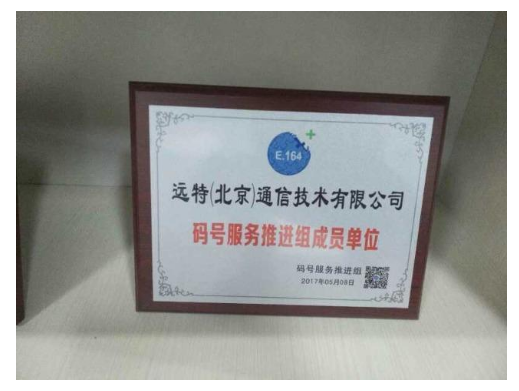 E.164
远特(北京)通信技术有限公司
码号服务推进组成员单位
码号服务推进组
2017年06月08日